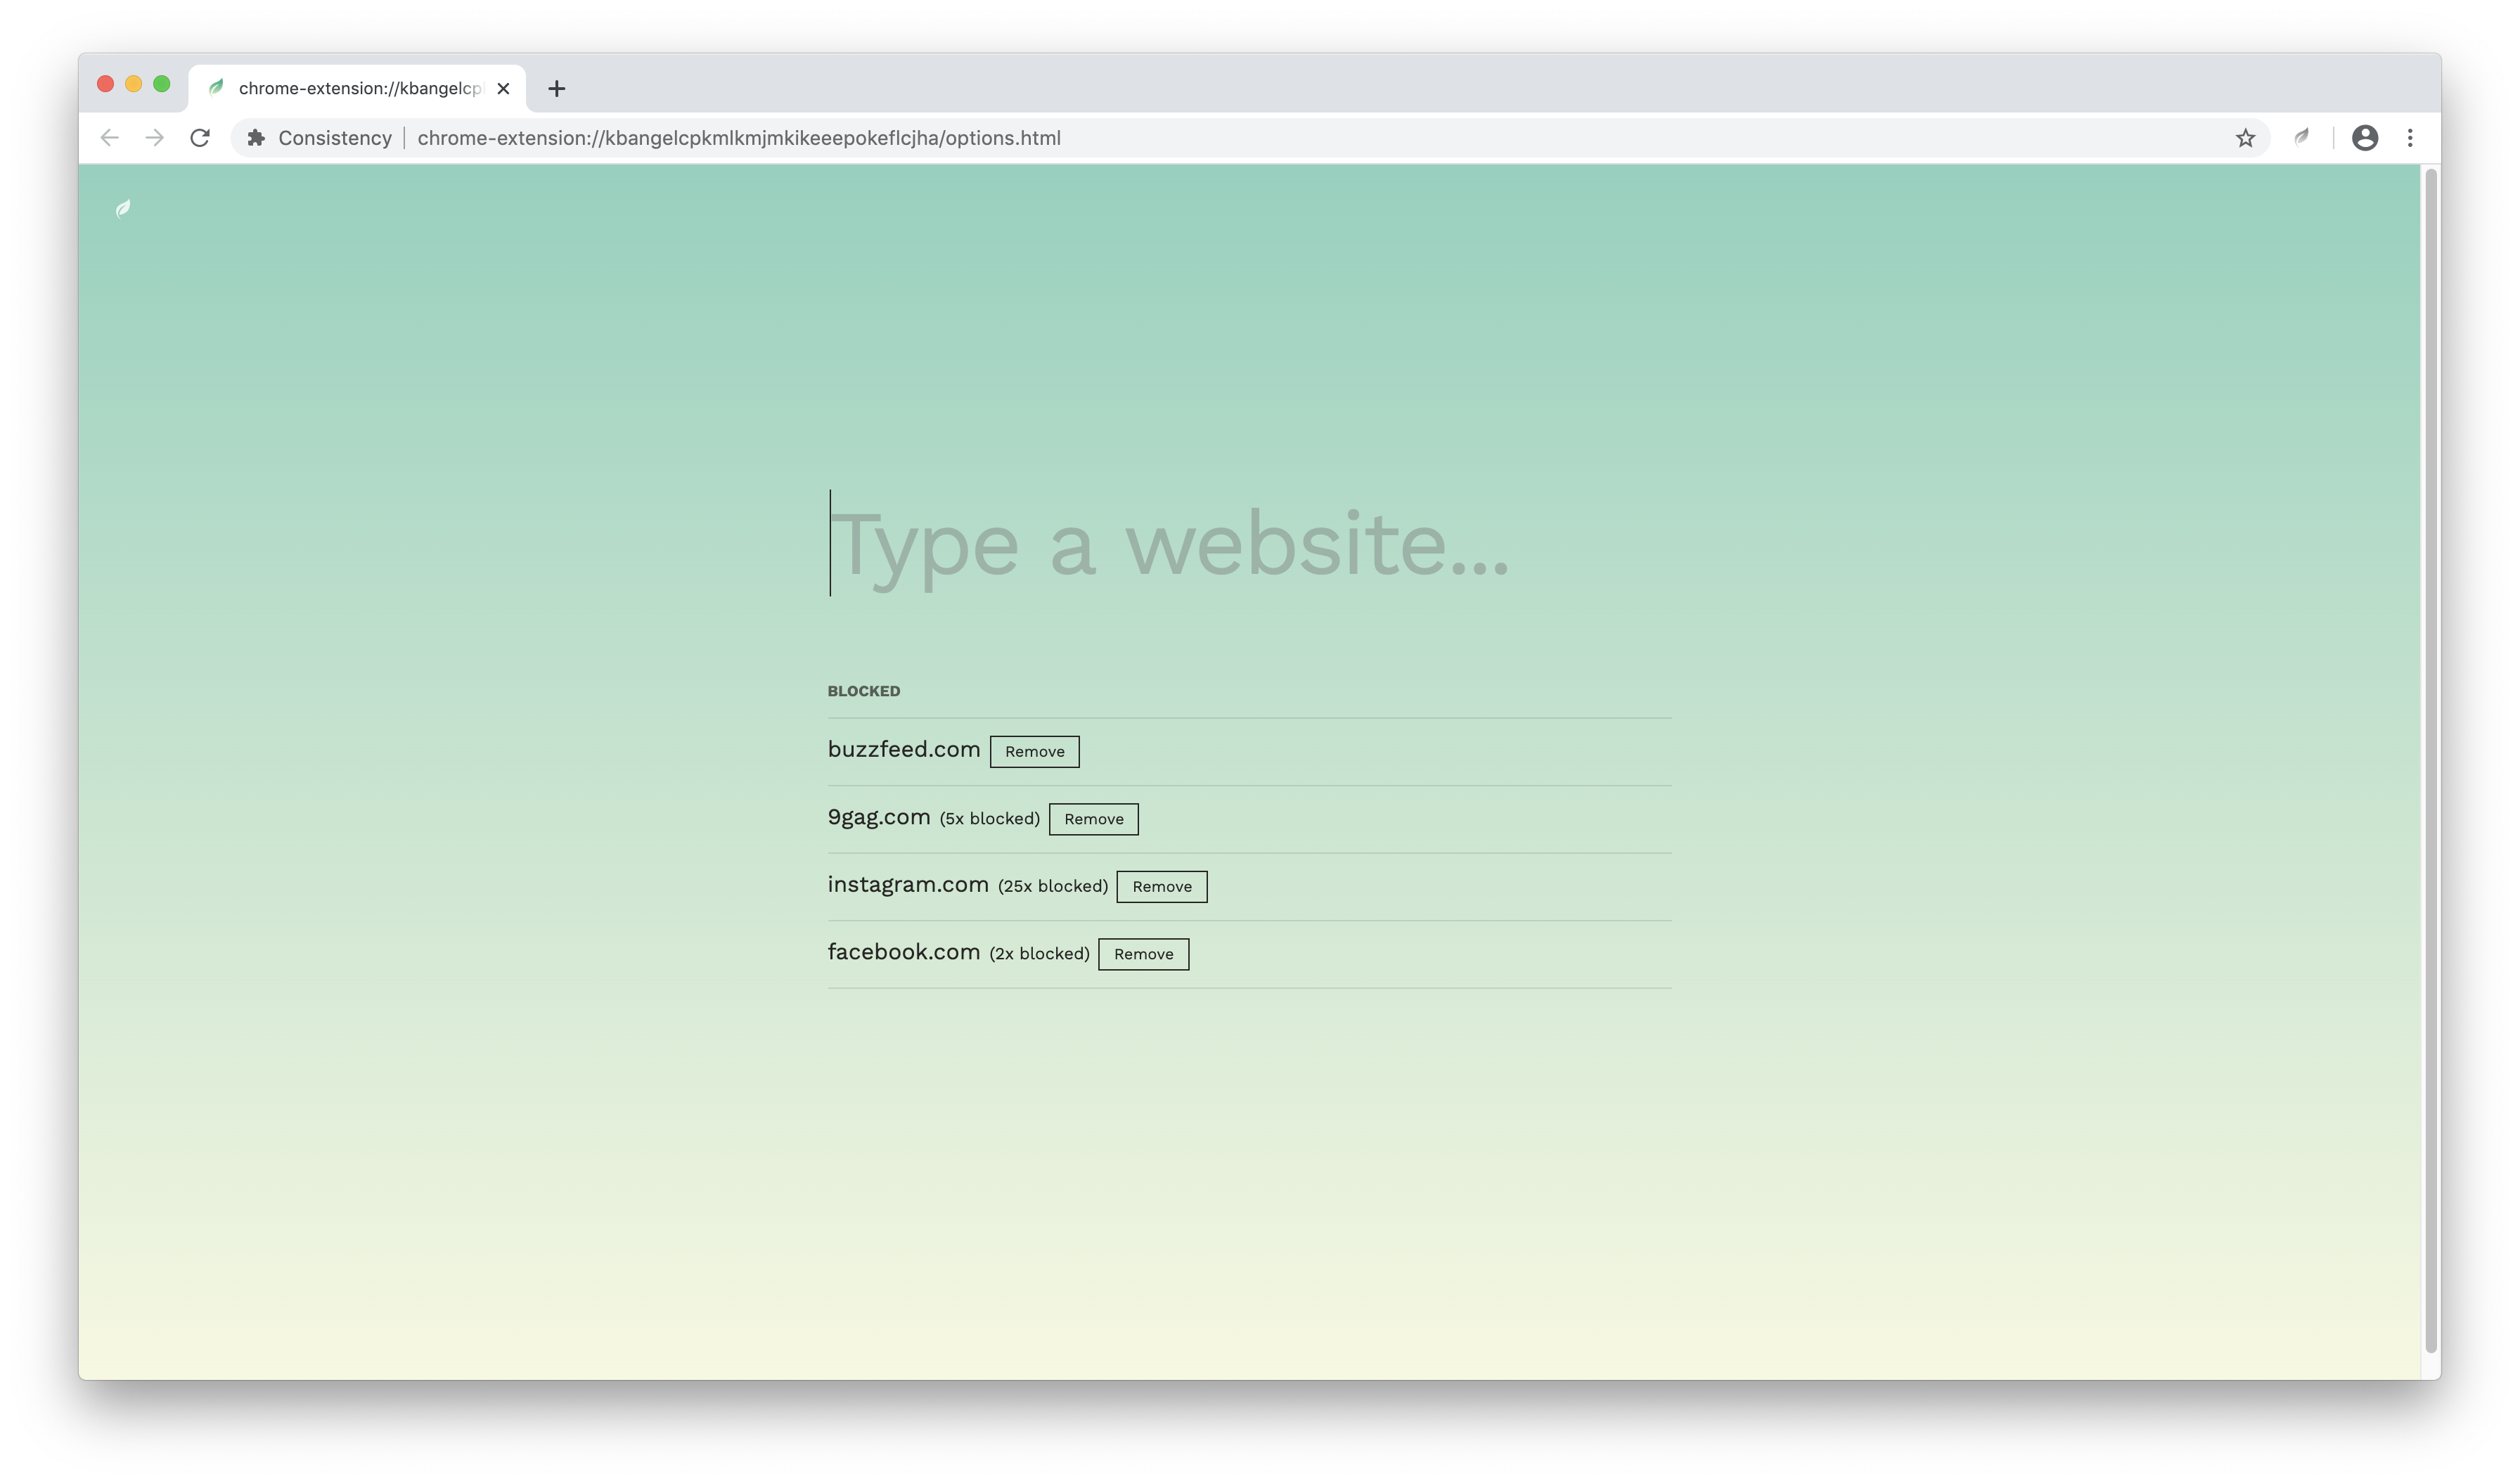 chrome-extension://kbangelcp
Consistency chrome-extension://kbangelcpkmlkmjmkikeeepokeflcjha/options.html
Type a website...
BLOCKED
buzzfeed.com Remove
9gag.com (5x blocked) Remove
instagram.com (25x blocked) Remove
facebook.com (2x blocked) Remove